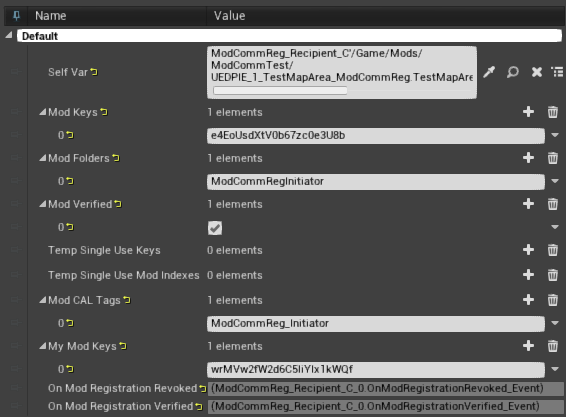 Name Value
Default
Self Var ModCommReg_Recipient_C'/Game/Mods/
ModCommTest/
UEDPIE_1_TestMapArea_ModCommReg.TestMapAre
Mod Keys 1 elements
0 e4EoUsdXtV0b67zc0e3U8b
Mod Folders 1 elements
0 ModCommRegInitiator
Mod Verified 1 elements
0
Temp Single Use Keys 0 elements
Temp Single Use Mod Indexes 0 elements
Mod CAL Tags 1 elements
0 ModCommReg_Initiator
My Mod Keys 1 elements
0 wrMVw2fW2d6C5liYlx1kWQf
On Mod Registration Revoked (ModCommReg_Recipient_C_0.OnModRegistrationRevoked_Event)
On Mod Registration Verified (ModCommReg_Recipient_C_0.OnModRegistrationVerified_Event)